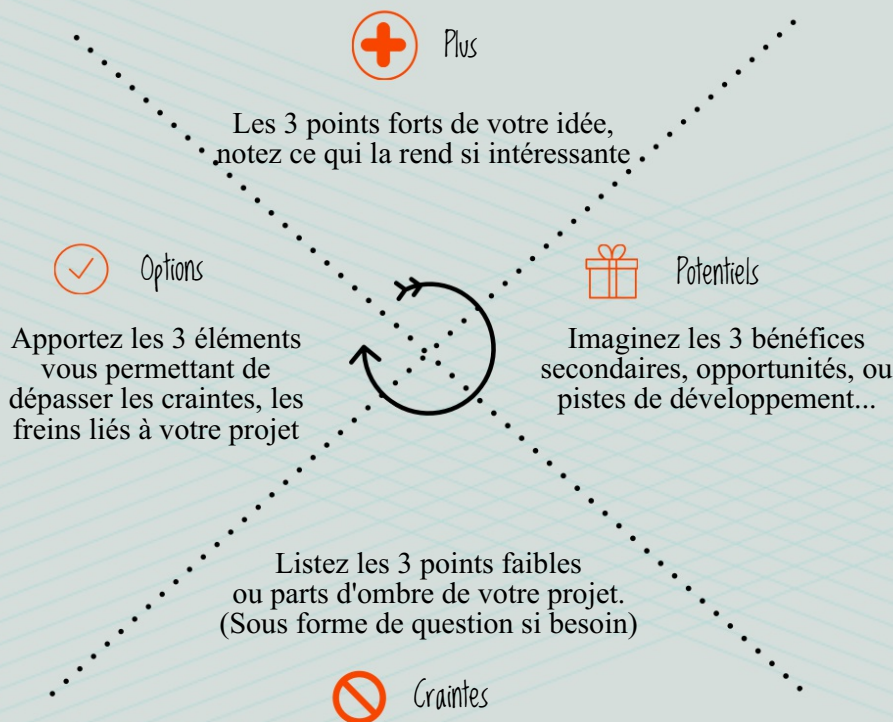 Plus
Les 3 points forts de votre idée,
notez ce qui la rend si intéressante
Options
Apportez les 3 éléments
vous permettant de
dépasser les craintes, les
freins liés à votre projet
Potentiels
Imaginez les 3 bénéfices
secondaires, opportunités, ou
pistes de développement...
Listez les 3 points faibles
ou parts d'ombre de votre projet.
(Sous forme de question si besoin)
Craintes